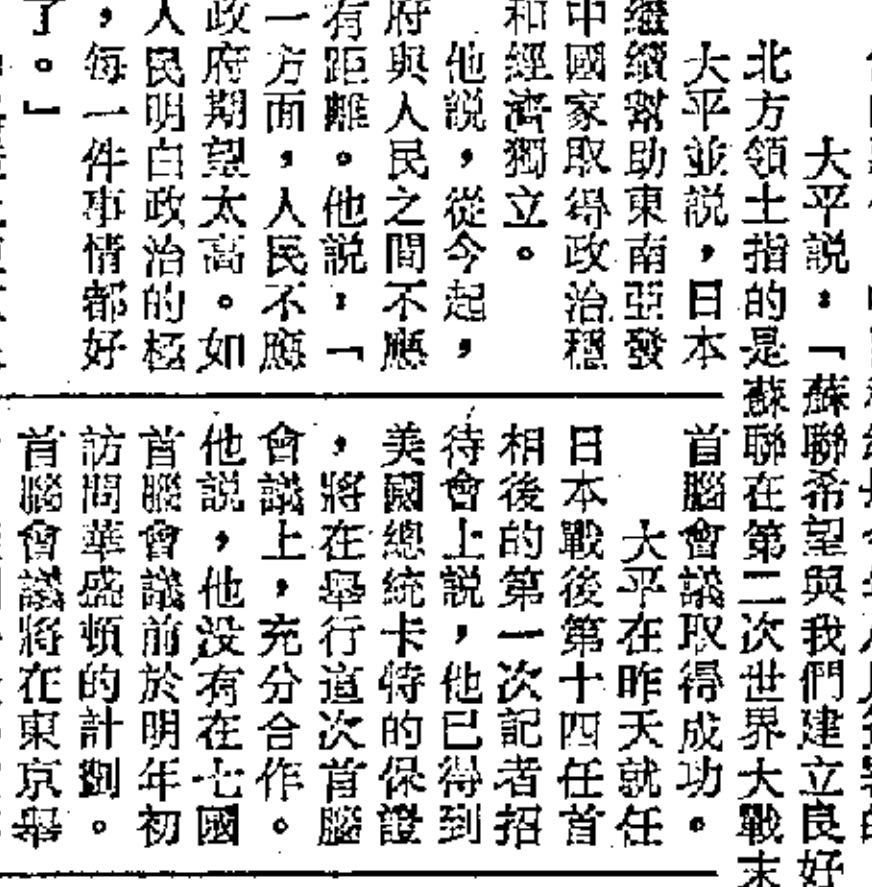 大平說：「蘇聯希望與我們建立良好
北方領土指的是蘇聯在第二次世界大戰末
大平並說，日本
繼續幫助東南亞發
中國家取得政治穩
和經濟獨立。
他說，從今起，
府與人民之間不應
有距離。他說：「
一方面，人民不應
政府期望太高。如
人民明白政治的極
，每一件事情都好
了。」
首腦會議取得成功。
大平在昨天就任
日本戰後第十四任首
相後的第一次記者招
待會上說，他已得到
美國總統卡特的保證
，將在舉行這次首腦
會議上，充分合作。
他說，他没有在七國
首腦會議前於明年初
訪問華盛頓的計劃。
首腦會議將在東京舉